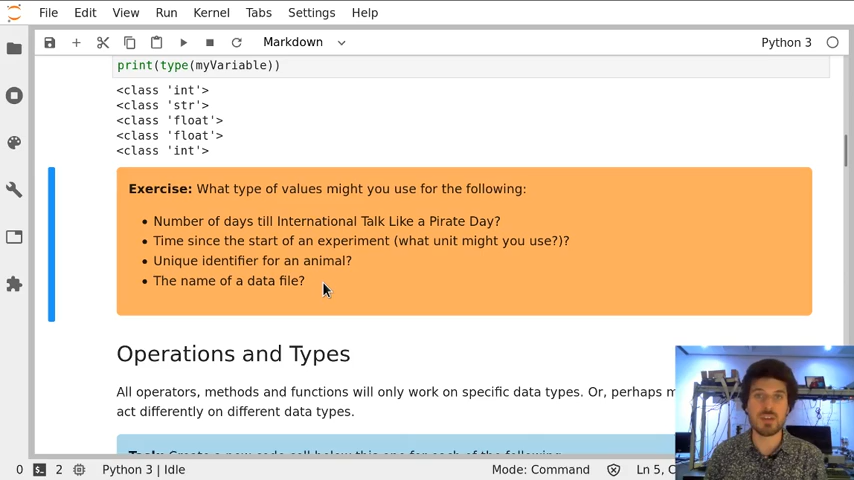 File Edit View Run Kernel Tabs Settings Help
Markdown Python 3
print(type(myVariable))
<class 'int'>
<class 'str'>
<class 'float'>
<class 'float'>
<class 'int'>
Exercise: What type of values might you use for the following:
• Number of days till International Talk Like a Pirate Day?
• Time since the start of an experiment (what unit might you use?)?
• Unique identifier for an animal?
• The name of a data file?
Operations and Types
All operators, methods and functions will only work on specific data types. Or, perhaps
act differently on different data types.
0 2 Python 3 | Idle Mode: Command Ln 5,